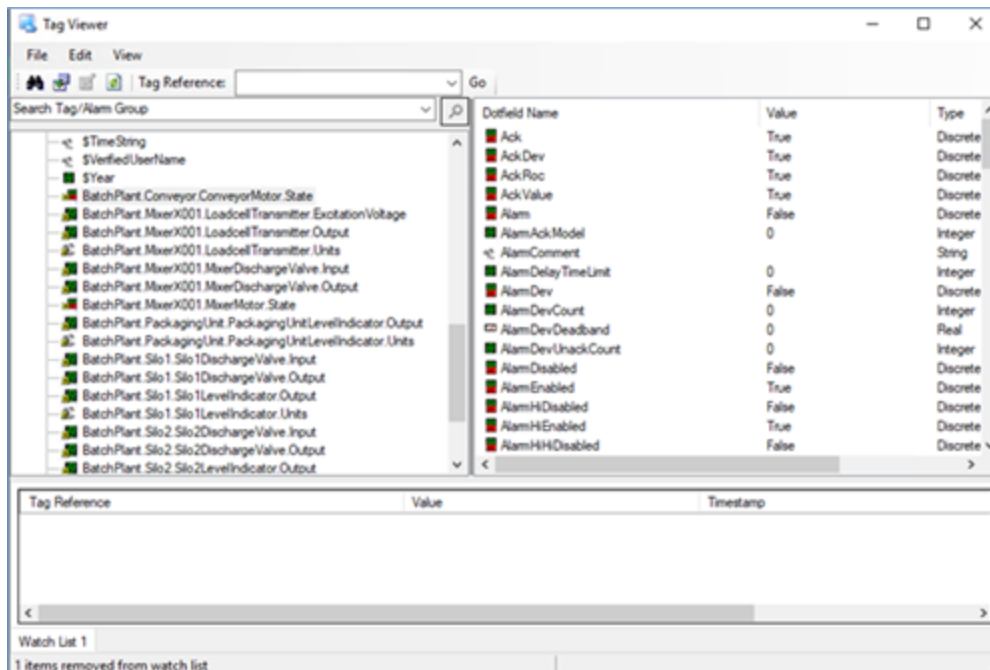 Tag Viewer
File Edit View
Tag Reference: Go
Search Tag/Alarm Group
$TimeString
$VerifiedUserName
$Year
BatchPlant.Conveyor.ConveyorMotor.State
BatchPlant.MixerX001.LoadcellTransmitter.ExcitationVoltage
BatchPlant.MixerX001.LoadcellTransmitter.Output
BatchPlant.MixerX001.LoadcellTransmitter.Units
BatchPlant.MixerX001.MixerDischargeValve.Input
BatchPlant.MixerX001.MixerDischargeValve.Output
BatchPlant.MixerX001.MixerMotor.State
BatchPlant.PackagingUnit.PackagingUnitLevelIndicator.Output
BatchPlant.PackagingUnit.PackagingUnitLevelIndicator.Units
BatchPlant.Silo1.Silo1DischargeValve.Input
BatchPlant.Silo1.Silo1DischargeValve.Output
BatchPlant.Silo1.Silo1LevelIndicator.Output
BatchPlant.Silo1.Silo1LevelIndicator.Units
BatchPlant.Silo2.Silo2DischargeValve.Input
BatchPlant.Silo2.Silo2DischargeValve.Output
BatchPlant.Silo2.Silo2LevelIndicator.Output
Dotfield Name Value Type
Ack True Discrete
AckDev True Discrete
AckRoc True Discrete
AckValue True Discrete
Alarm False Discrete
AlarmAckModel 0 Integer
AlarmComment String
AlarmDelayTimeLimit 0 Integer
AlarmDev False Discrete
AlarmDevCount 0 Integer
AlarmDevDeadband 0 Real
AlarmDevUnackCount 0 Integer
AlarmDisabled False Discrete
AlarmEnabled True Discrete
AlarmHiDisabled False Discrete
AlarmHiEnabled True Discrete
AlarmHiHiDisabled False Discrete
Tag Reference Value Timestamp
Watch List 1
1 items removed from watch list